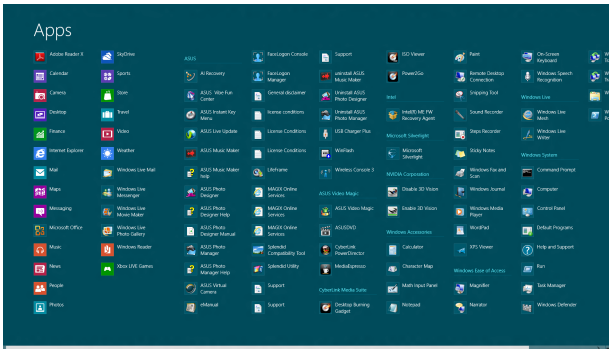 Apps
Adobe Reader X
Calendar
Camera
Desktop
Finance
Internet Explorer
Mail
Maps
Messaging
Microsoft Office
Music
News
People
Photos
SkyDrive
Sports
Store
Travel
Video
Weather
Windows Live Mail
Windows Live
Messenger
Windows Live
Movie Maker
Windows Live
Photo Gallery
Windows Reader
Xbox LIVE Games
ASUS
AI Recovery
ASUS Vibe Fun
Center
ASUS Instant Key
Menu
ASUS Live Update
ASUS Music Maker
ASUS Music Maker
help
ASUS Photo
Designer
ASUS Photo
Designer Help
ASUS Photo
Designer Manual
ASUS Photo
Manager
ASUS Photo
Manager Help
ASUS Virtual
Camera
eManual
FaceLogon Console
FaceLogon
Manager
General disclaimer
license conditions
License Conditions
License Conditions
LifeFrame
MAGIX Online
Services
MAGIX Online
Services
MAGIX Online
Services
Splendid
Compatibility Tool
Splendid Utility
Support
Support
Support
uninstall ASUS
Music Maker
Uninstall ASUS
Photo Designer
Uninstall ASUS
Photo Manager
USB Charger Plus
WinFlash
Wireless Console 3
ASUS Video Magic
ASUS Video Magic
ASUSDVD
CyberLink
PowerDirector
MediaEspresso
CyberLink Media Suite
Desktop Burning
Gadget
ISO Viewer
Power2Go
Intel
Intel(R) ME FW
Recovery Agent
Microsoft Silverlight
Microsoft
Silverlight
NVIDIA Corporation
Disable 3D Vision
Enable 3D Vision
Windows Accessories
Calculator
Character Map
Math Input Panel
Notepad
Paint
Remote Desktop
Connection
Snipping Tool
Sound Recorder
Steps Recorder
Sticky Notes
Windows Fax and
Scan
Windows Journal
Windows Media
Player
WordPad
XPS Viewer
Windows Ease of Access
Magnifier
Narrator
On-Screen
Keyboard
Windows Speech
Recognition
Windows Live
Windows Live
Mesh
Windows Live
Writer
Windows System
Command Prompt
Computer
Control Panel
Default Programs
Help and Support
Run
Task Manager
Windows Defender